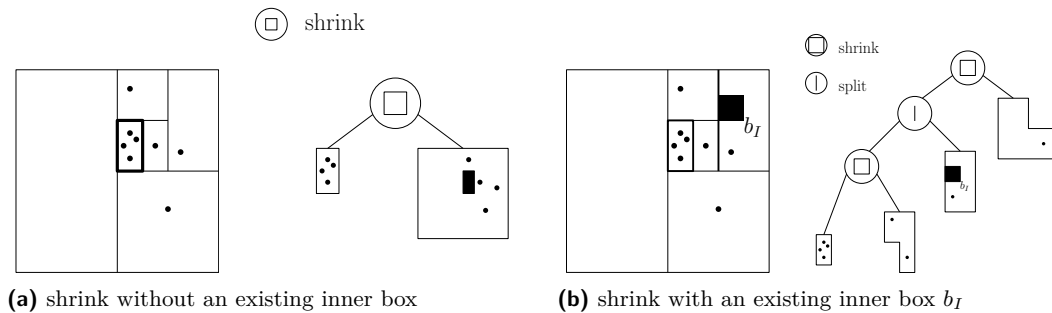 shrink
shrink
split
b_I
b_I
(a) shrink without an existing inner box
(b) shrink with an existing inner box b_I